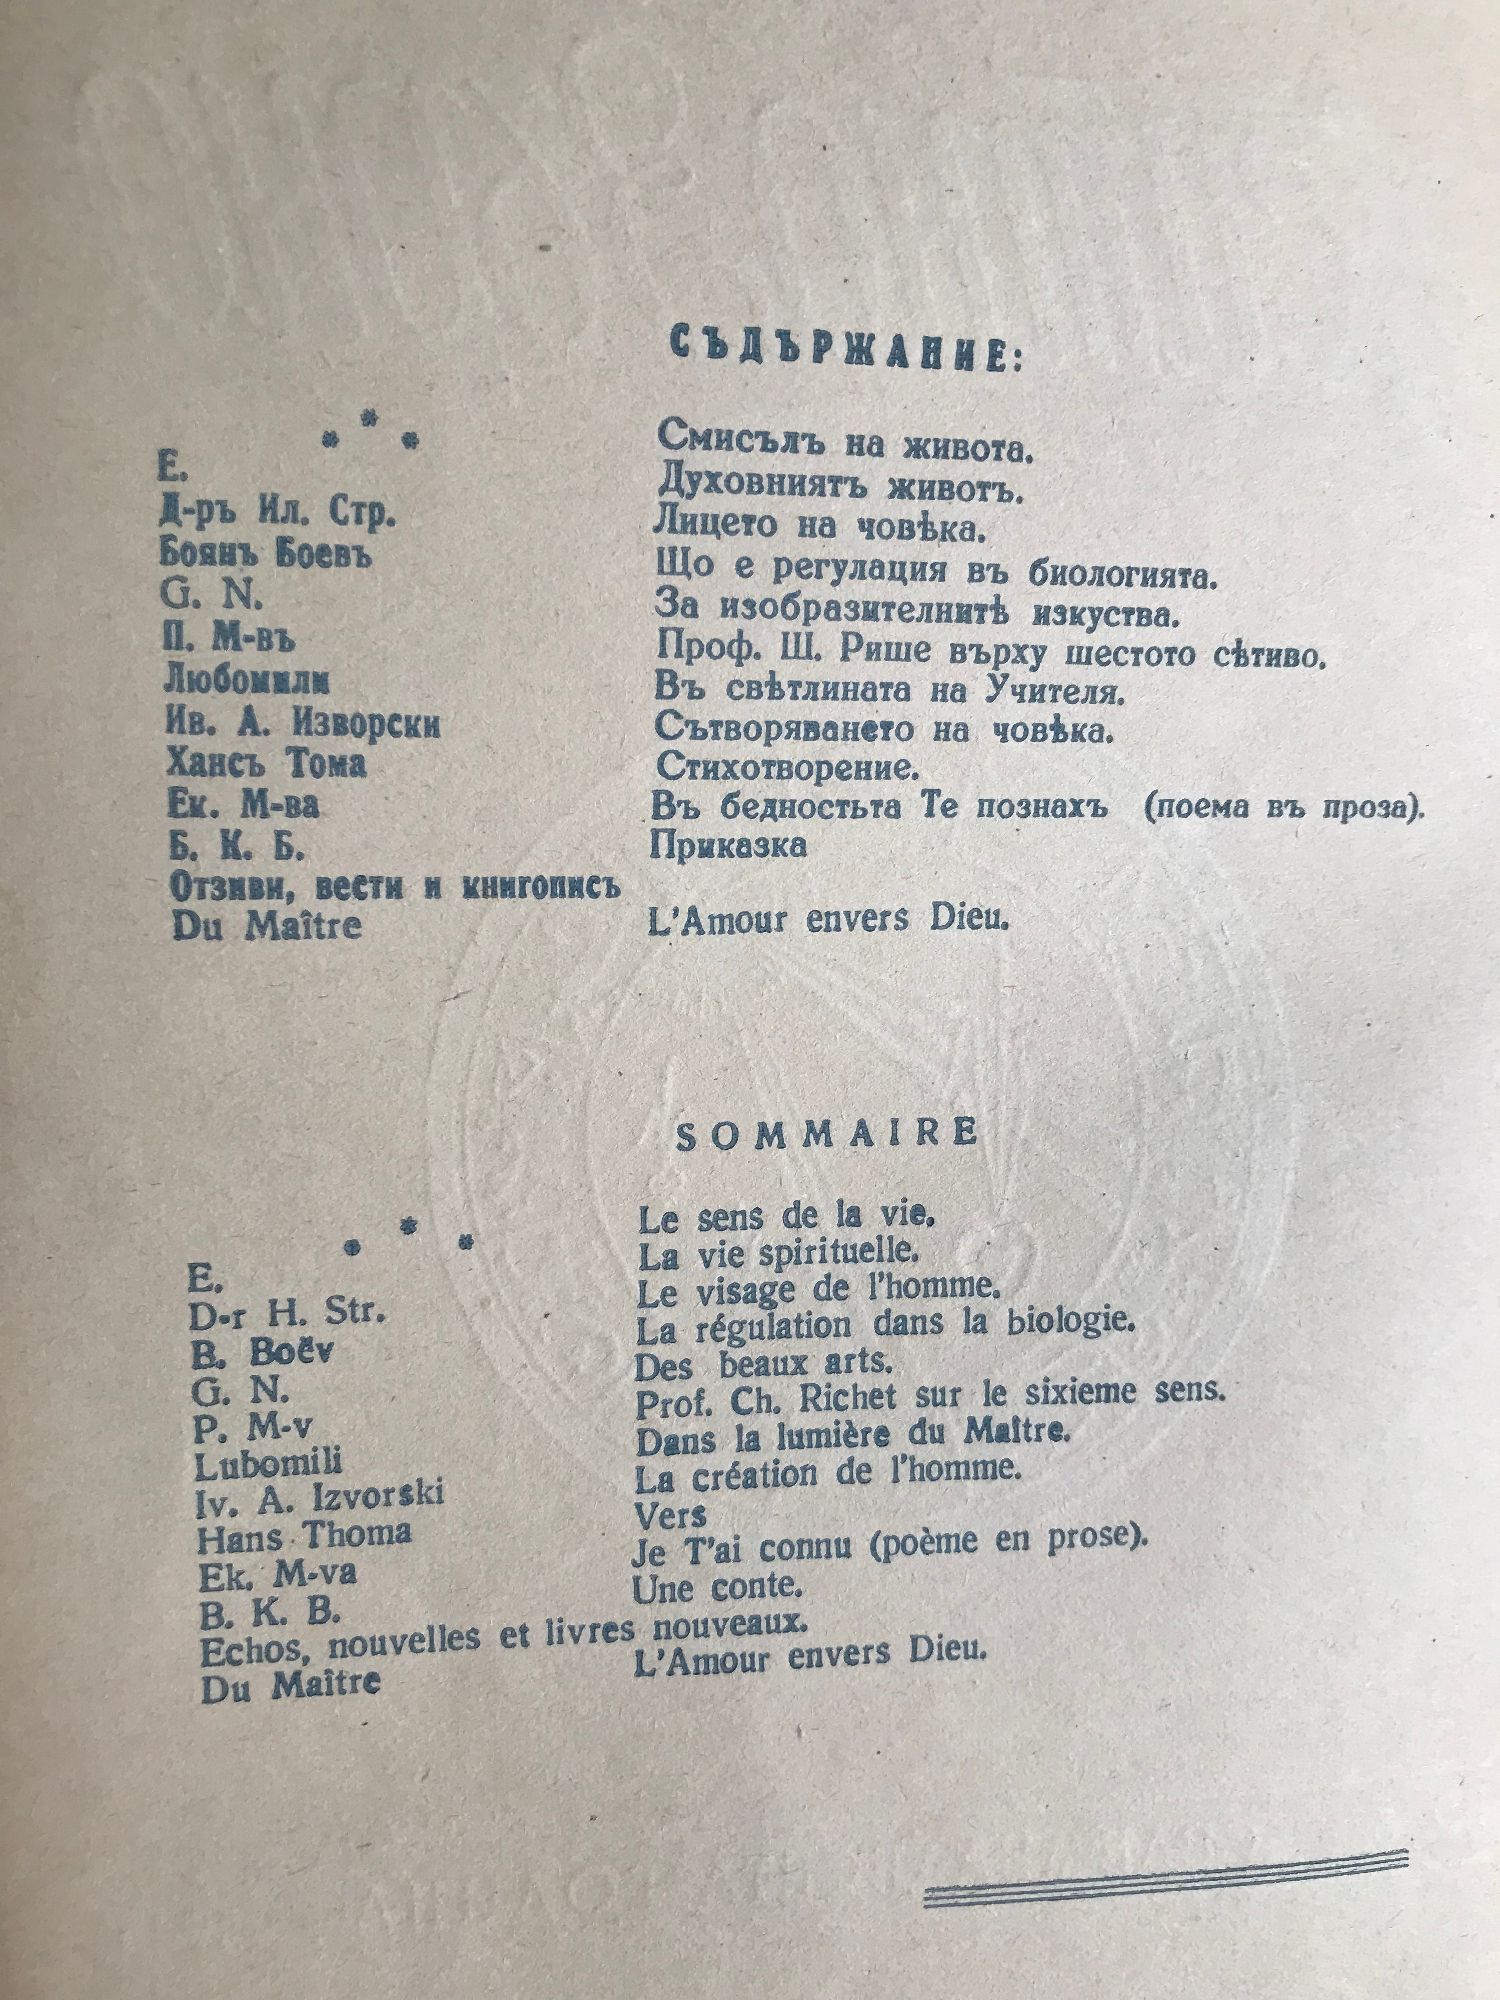 СЪДЪРЖАНИЕ:
* * * Смисълъ на живота.
Е. Духовниятъ животъ.
Д-ръ Ил. Стр. Лицето на човѣка.
Боянъ Боевъ Що е регулация въ биологията.
G. N. За изобразителнитѣ изкуства.
П. М-въ Проф. Ш. Рише върху шестото сѣтиво.
Любомили Въ свѣтлината на Учителя.
Ив. А. Изворски Сътворяването на човѣка.
Хансъ Тома Стихотворение.
Ек. М-ва Въ бедностьта Те познахъ (поема въ проза).
Б. К. Б. Приказка
Отзиви, вести и книгописъ
Du Maître L'Amour envers Dieu.
SOMMAIRE
* * * Le sens de la vie.
E. La vie spirituelle.
D-r H. Str. Le visage de l'homme.
B. Boëv La régulation dans la biologie.
G. N. Des beaux arts.
P. M-v Prof. Ch. Richet sur le sixieme sens.
Lubomili Dans la lumière du Maître.
Iv. A. Izvorski La création de l'homme.
Hans Thoma Vers
Ek. M-va Je T'ai connu (poème en prose).
B. K. B. Une conte.
Echos, nouvelles et livres nouveaux.
Du Maître L'Amour envers Dieu.